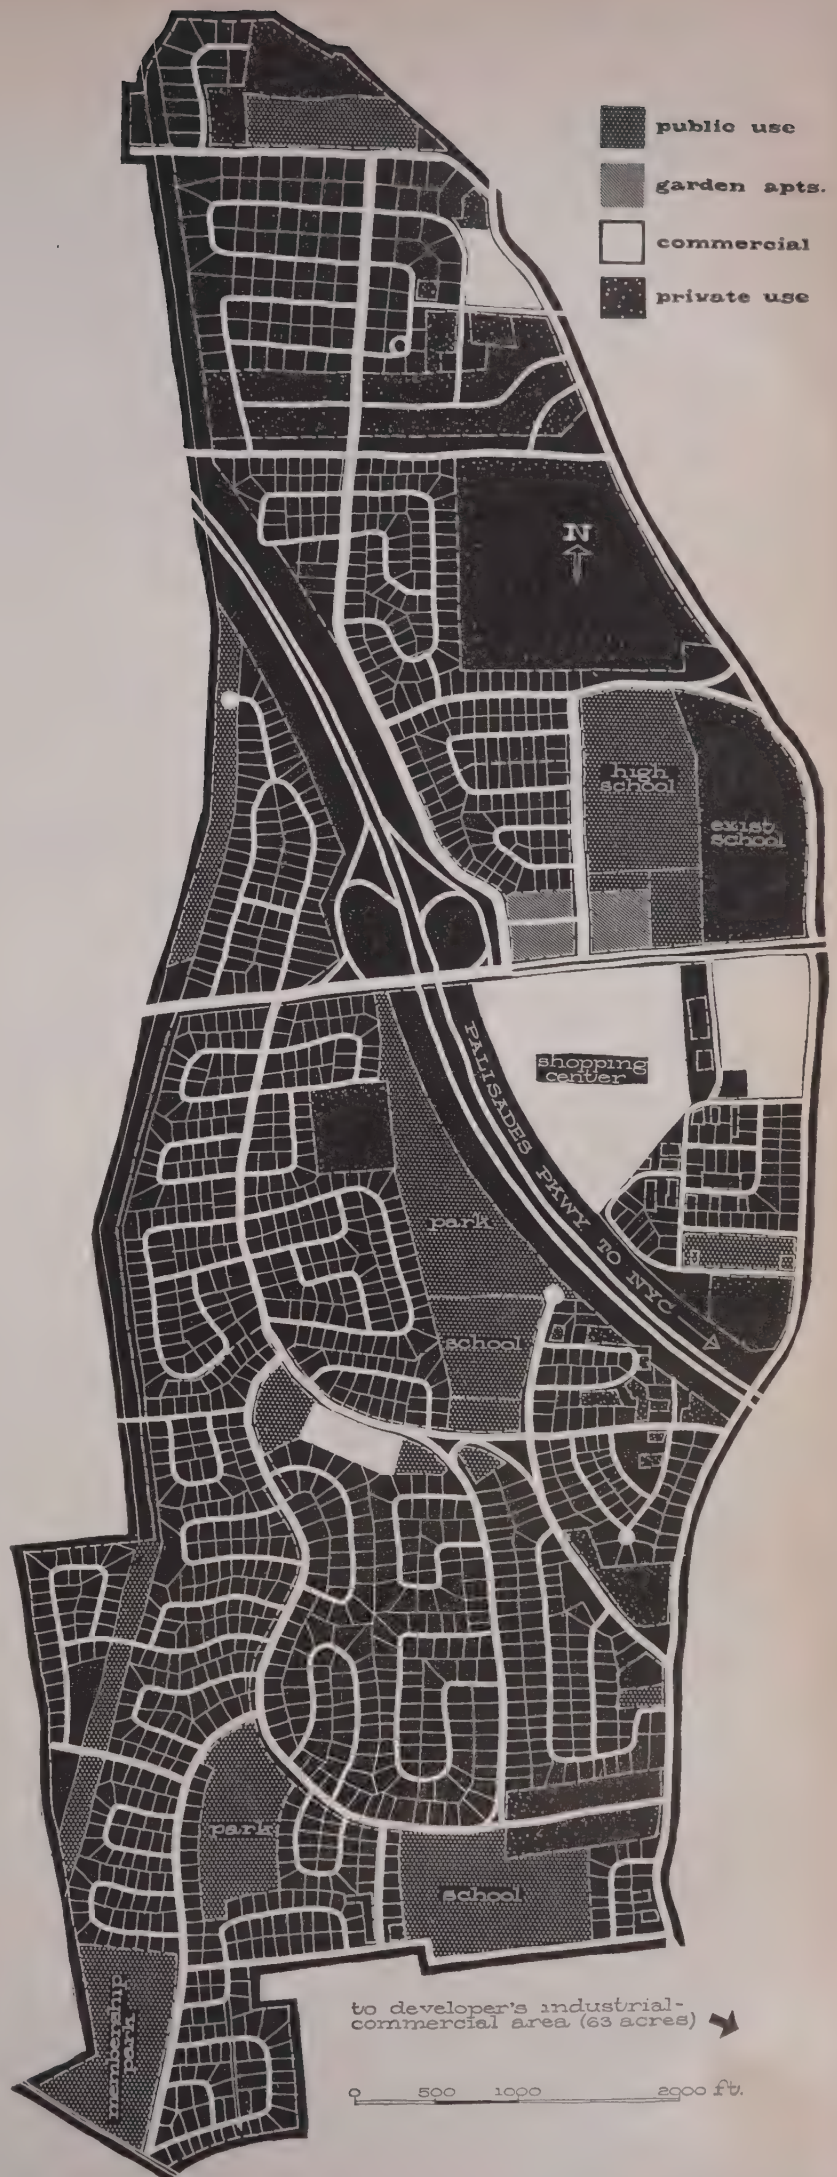 public use
garden apts.
commercial
private use
N
high
school
exist.
school
shopping
center
PALISADES PKWY TO NYC
park
school
park
school
membership
park
to developer's industrial-
commercial area (63 acres)
0 500 1000 2000 ft.